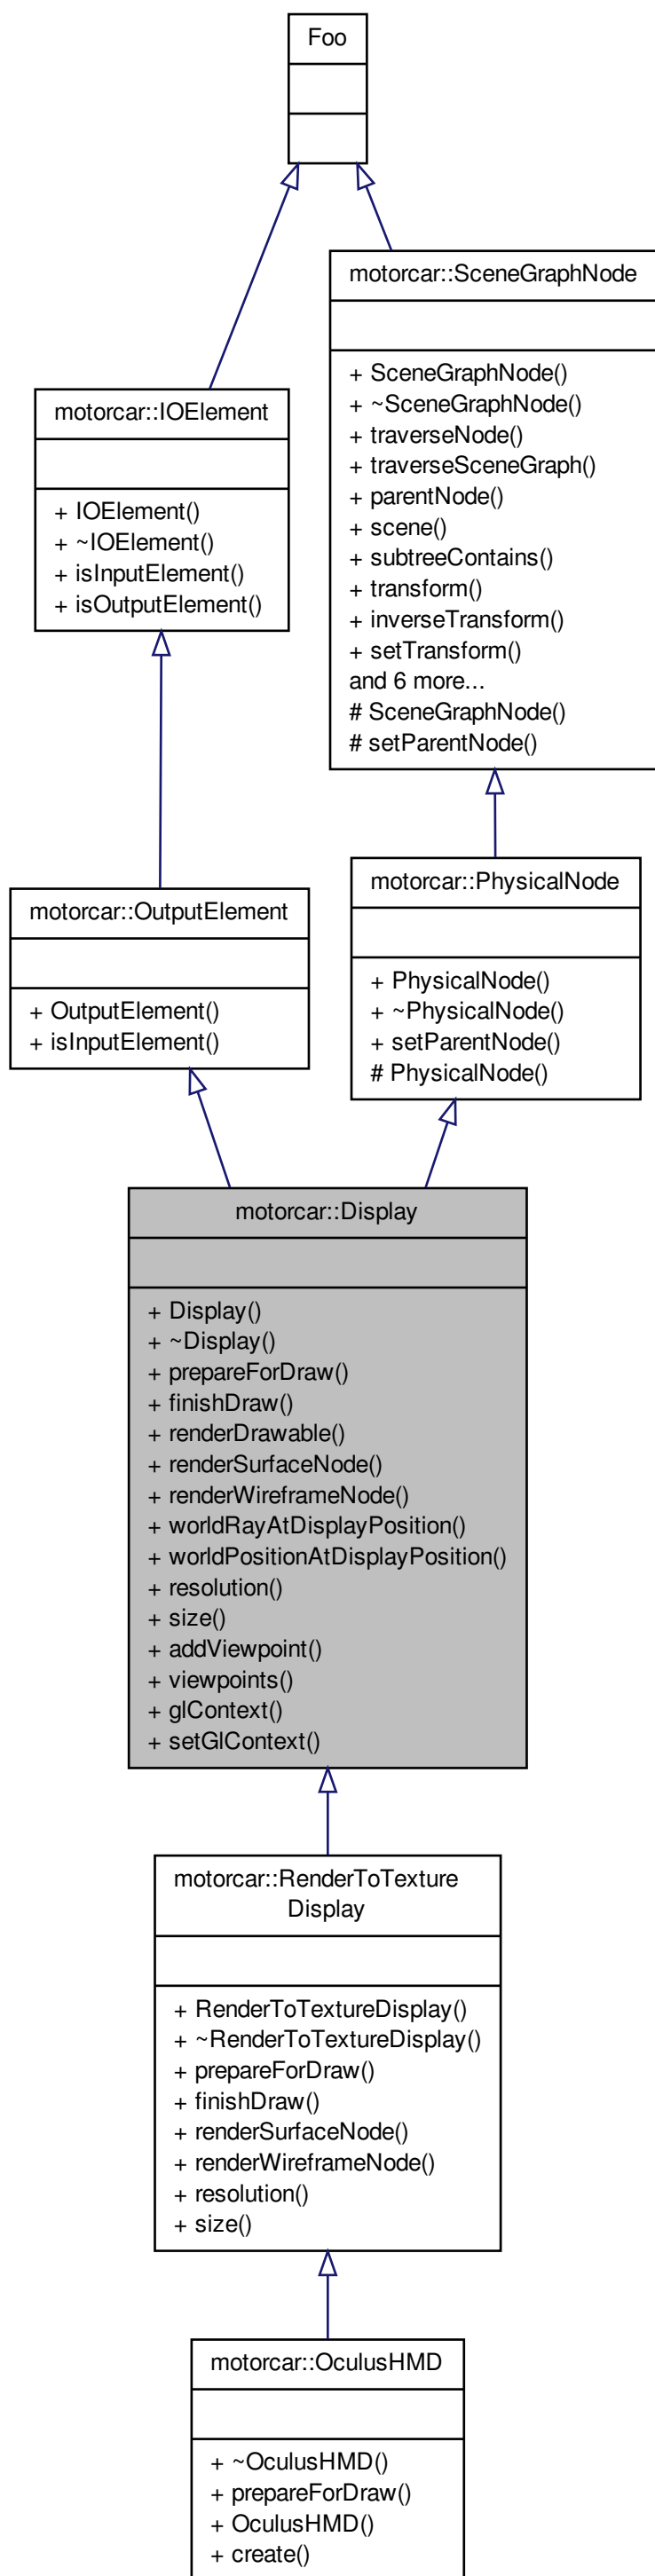 Foo
motorcar::SceneGraphNode
+ SceneGraphNode()
+ ~SceneGraphNode()
+ traverseNode()
+ traverseSceneGraph()
+ parentNode()
+ scene()
+ subtreeContains()
+ transform()
+ inverseTransform()
+ setTransform()
and 6 more...
# SceneGraphNode()
# setParentNode()
motorcar::IOElement
+ IOElement()
+ ~IOElement()
+ isInputElement()
+ isOutputElement()
motorcar::OutputElement
+ OutputElement()
+ isInputElement()
motorcar::PhysicalNode
+ PhysicalNode()
+ ~PhysicalNode()
+ setParentNode()
# PhysicalNode()
motorcar::Display
+ Display()
+ ~Display()
+ prepareForDraw()
+ finishDraw()
+ renderDrawable()
+ renderSurfaceNode()
+ renderWireframeNode()
+ worldRayAtDisplayPosition()
+ worldPositionAtDisplayPosition()
+ resolution()
+ size()
+ addViewpoint()
+ viewpoints()
+ glContext()
+ setGlContext()
motorcar::RenderToTexture
Display
+ RenderToTextureDisplay()
+ ~RenderToTextureDisplay()
+ prepareForDraw()
+ finishDraw()
+ renderSurfaceNode()
+ renderWireframeNode()
+ resolution()
+ size()
motorcar::OculusHMD
+ ~OculusHMD()
+ prepareForDraw()
+ OculusHMD()
+ create()